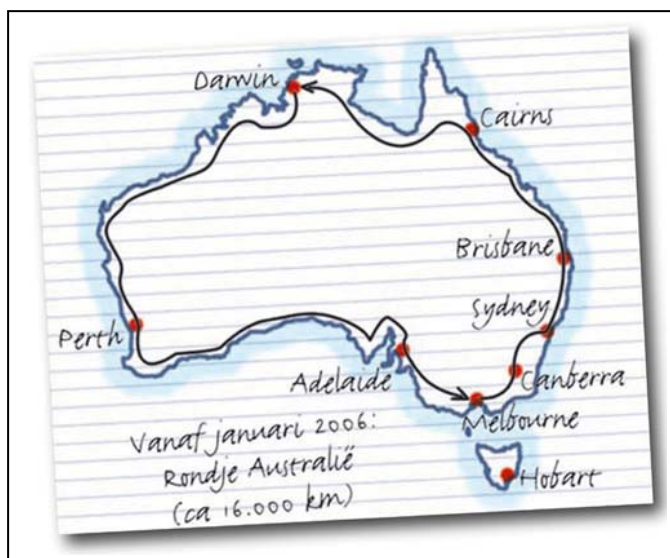 Darwin
Cairns
Brisbane
Sydney
Perth
Adelaide
Canberra
Melbourne
Vanaf januari 2006:
Rondje Australië
(ca 16.000 km)
Hobart